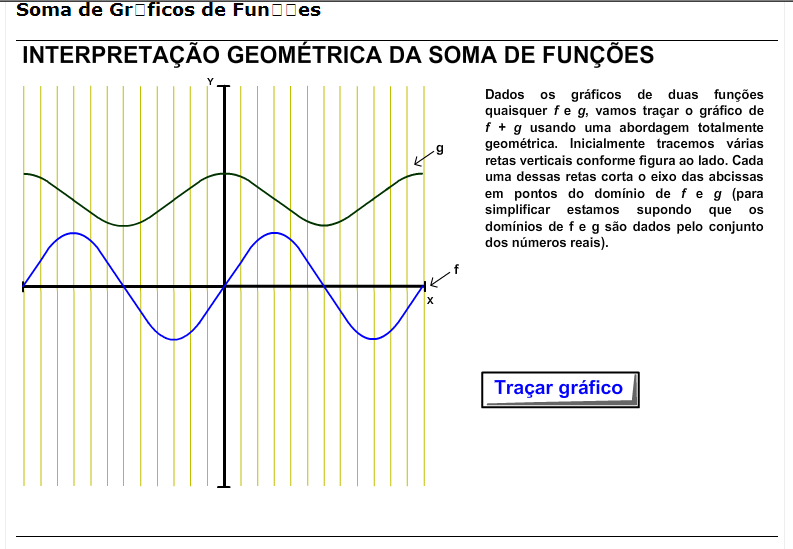 Soma de Gr□ficos de Fun□□es
INTERPRETAÇÃO GEOMÉTRICA DA SOMA DE FUNÇÕES
Y
g
f
x
Dados os gráficos de duas funções
quaisquer f e g, vamos traçar o gráfico de
f + g usando uma abordagem totalmente
geométrica. Inicialmente tracemos várias
retas verticais conforme figura ao lado. Cada
uma dessas retas corta o eixo das abcissas
em pontos do domínio de f e g (para
simplificar estamos supondo que os
domínios de f e g são dados pelo conjunto
dos números reais).
Traçar gráfico